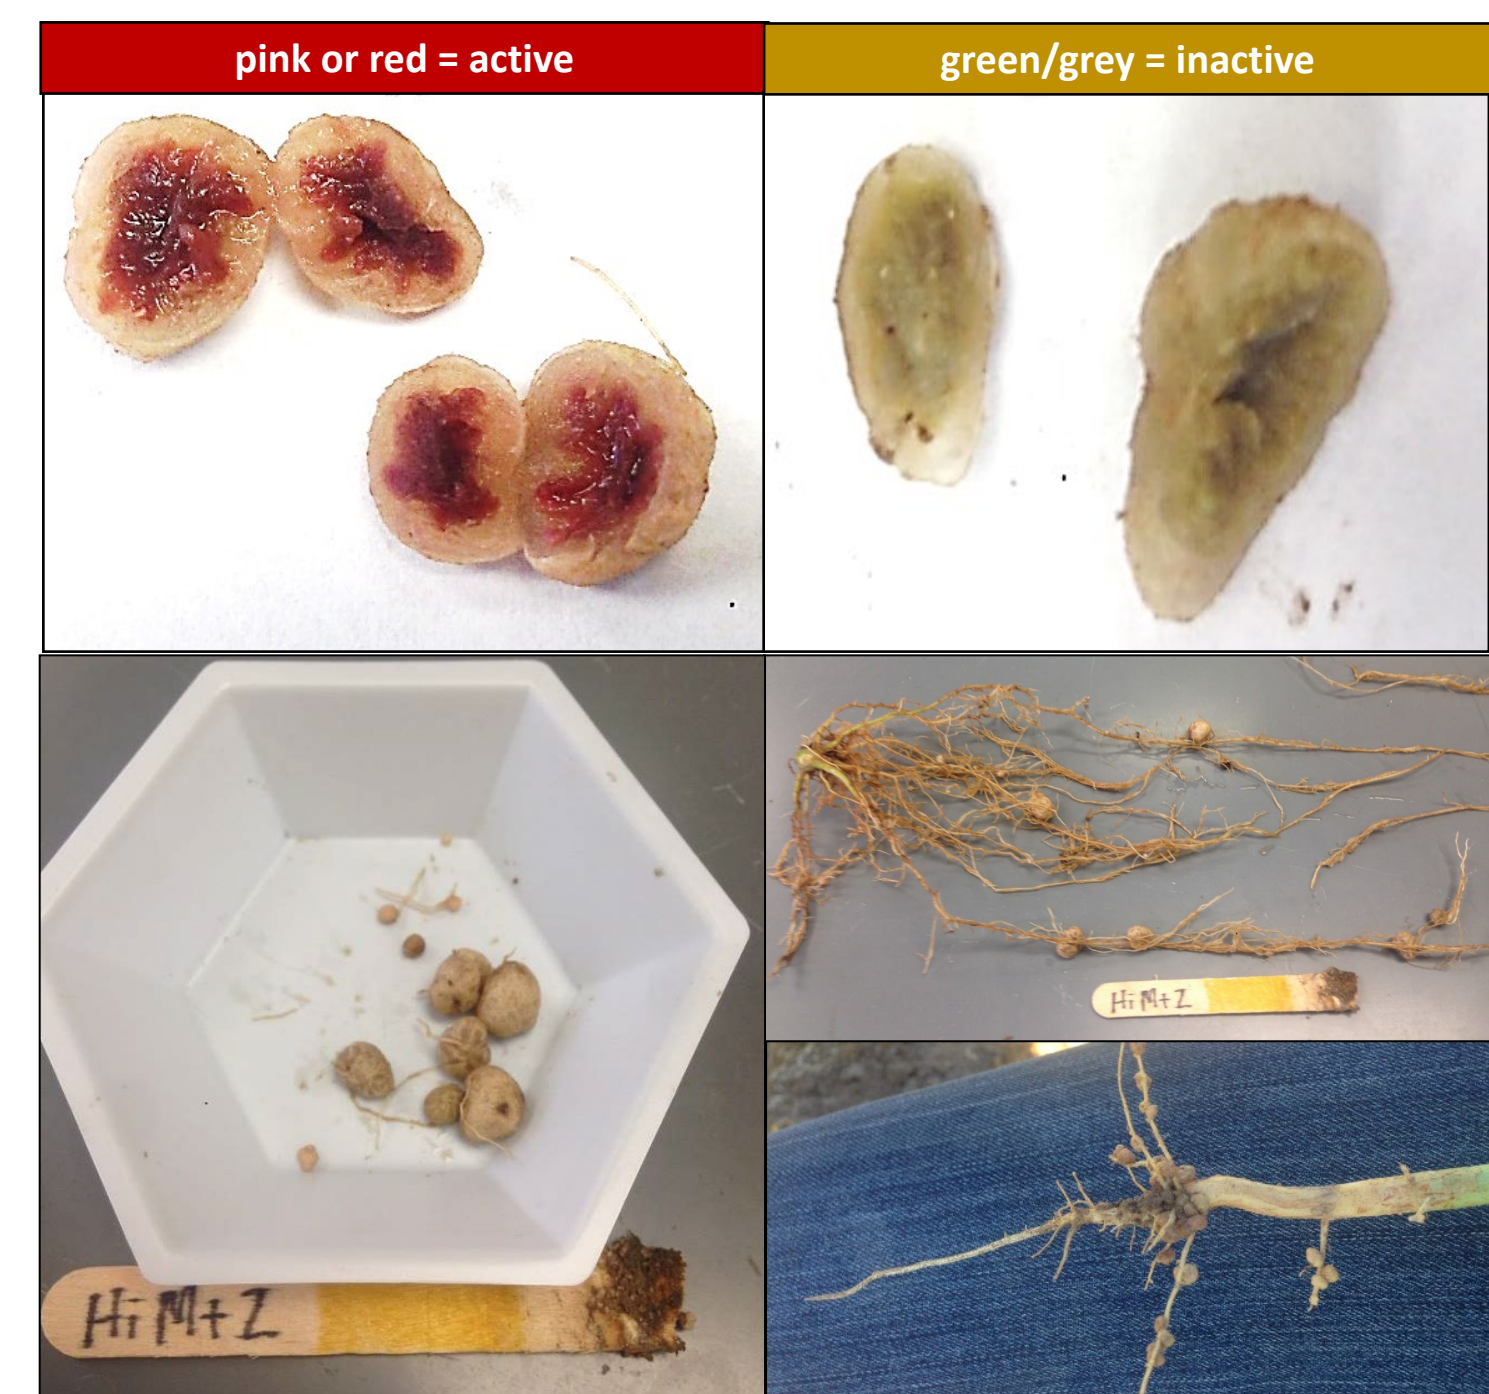 pink or red = active
green/grey = inactive
Hi M+Z
Hi M+Z